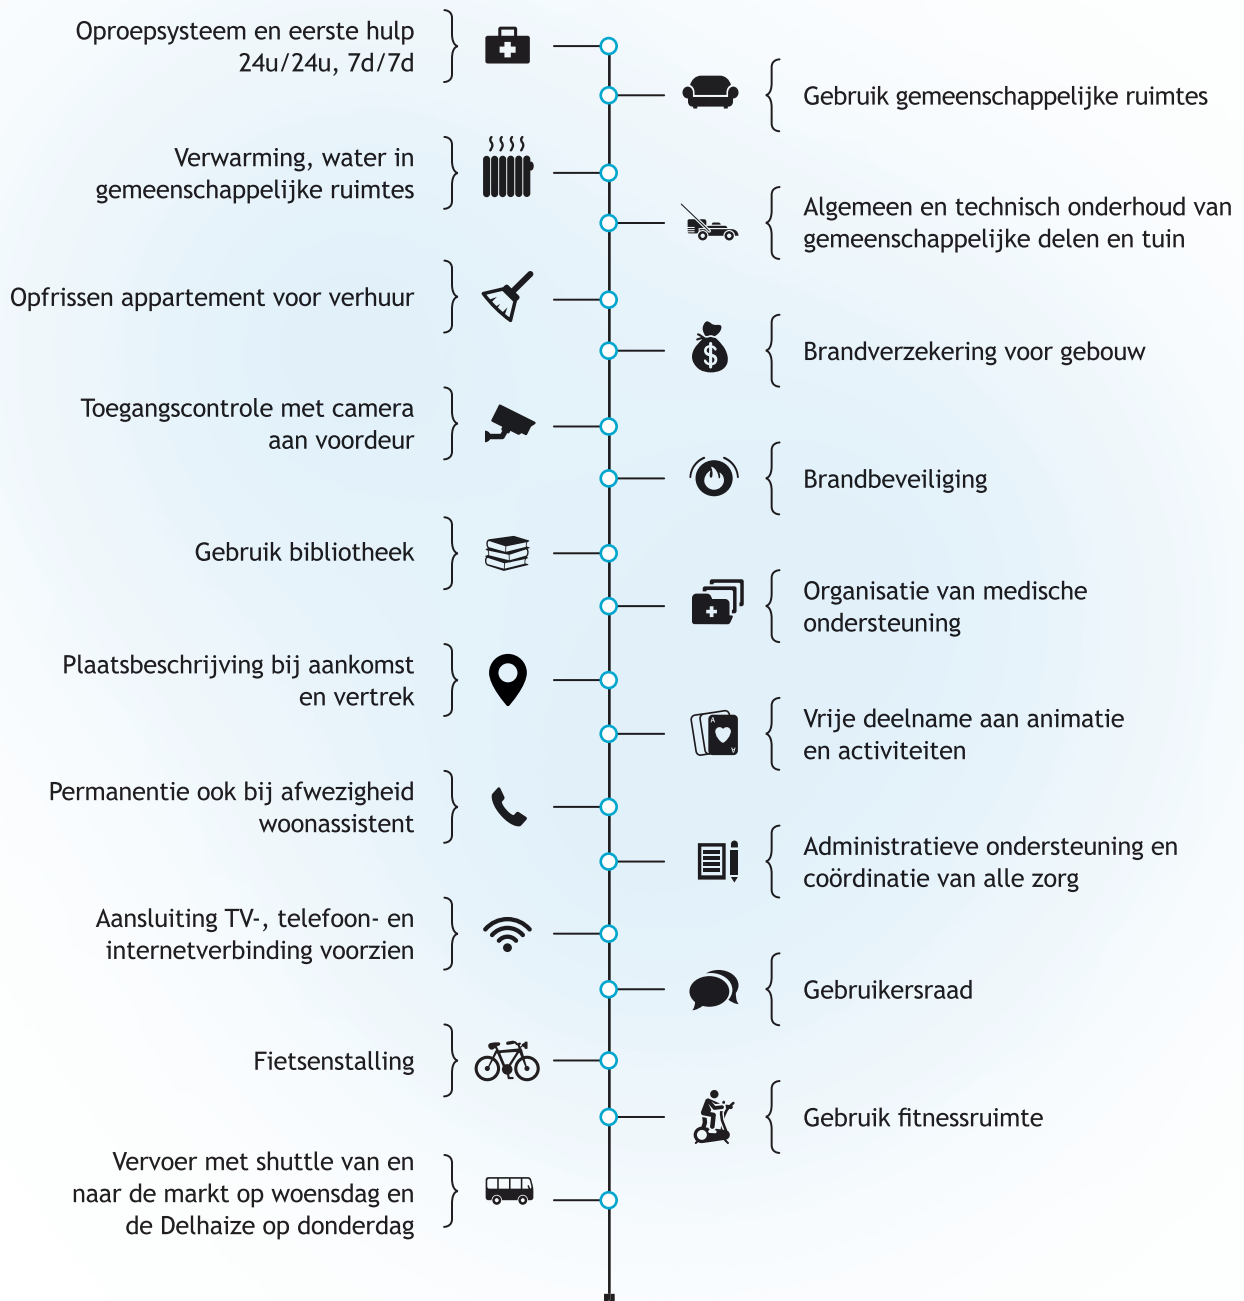 Oproepsysteem en eerste hulp
24u/24u, 7d/7d
Gebruik gemeenschappelijke ruimtes
Verwarming, water in
gemeenschappelijke ruimtes
Algemeen en technisch onderhoud van
gemeenschappelijke delen en tuin
Opfrissen appartement voor verhuur
$
Brandverzekering voor gebouw
Toegangscontrole met camera
aan voordeur
Brandbeveiliging
Gebruik bibliotheek
Organisatie van medische
ondersteuning
Plaatsbeschrijving bij aankomst
en vertrek
A
A
Vrije deelname aan animatie
en activiteiten
Permanentie ook bij afwezigheid
woonassistent
Administratieve ondersteuning en
coördinatie van alle zorg
Aansluiting TV-, telefoon- en
internetverbinding voorzien
Gebruikersraad
Fietsenstalling
Gebruik fitnessruimte
Vervoer met shuttle van en
naar de markt op woensdag en
de Delhaize op donderdag